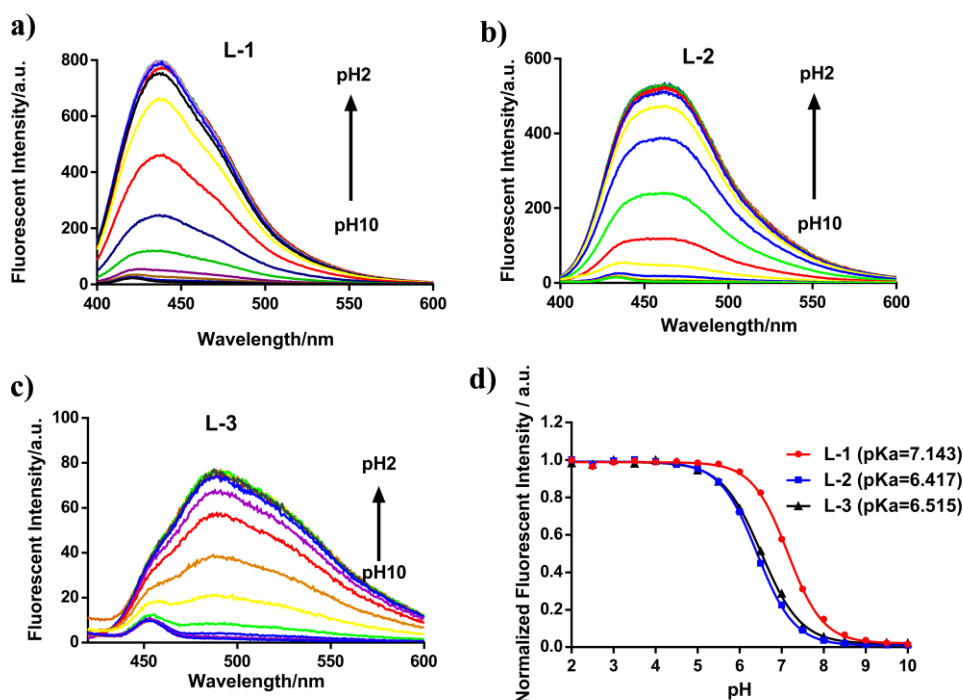 a)
L-1
Fluorescent Intensity/a.u.
800
600
400
200
0
pH2
pH10
400 450 500 550 600
Wavelength/nm
b)
L-2
Fluorescent Intensity/a.u.
600
400
200
0
pH2
pH10
400 450 500 550 600
Wavelength/nm
c)
L-3
Fluorescent Intensity/a.u.
100
80
60
40
20
0
pH2
pH10
450 500 550 600
Wavelength/nm
d)
Normalized Fluorescent Intensity / a.u.
1.2
1.0
0.8
0.6
0.4
0.2
0.0
L-1 (pKa=7.143)
L-2 (pKa=6.417)
L-3 (pKa=6.515)
2 3 4 5 6 7 8 9 10
pH